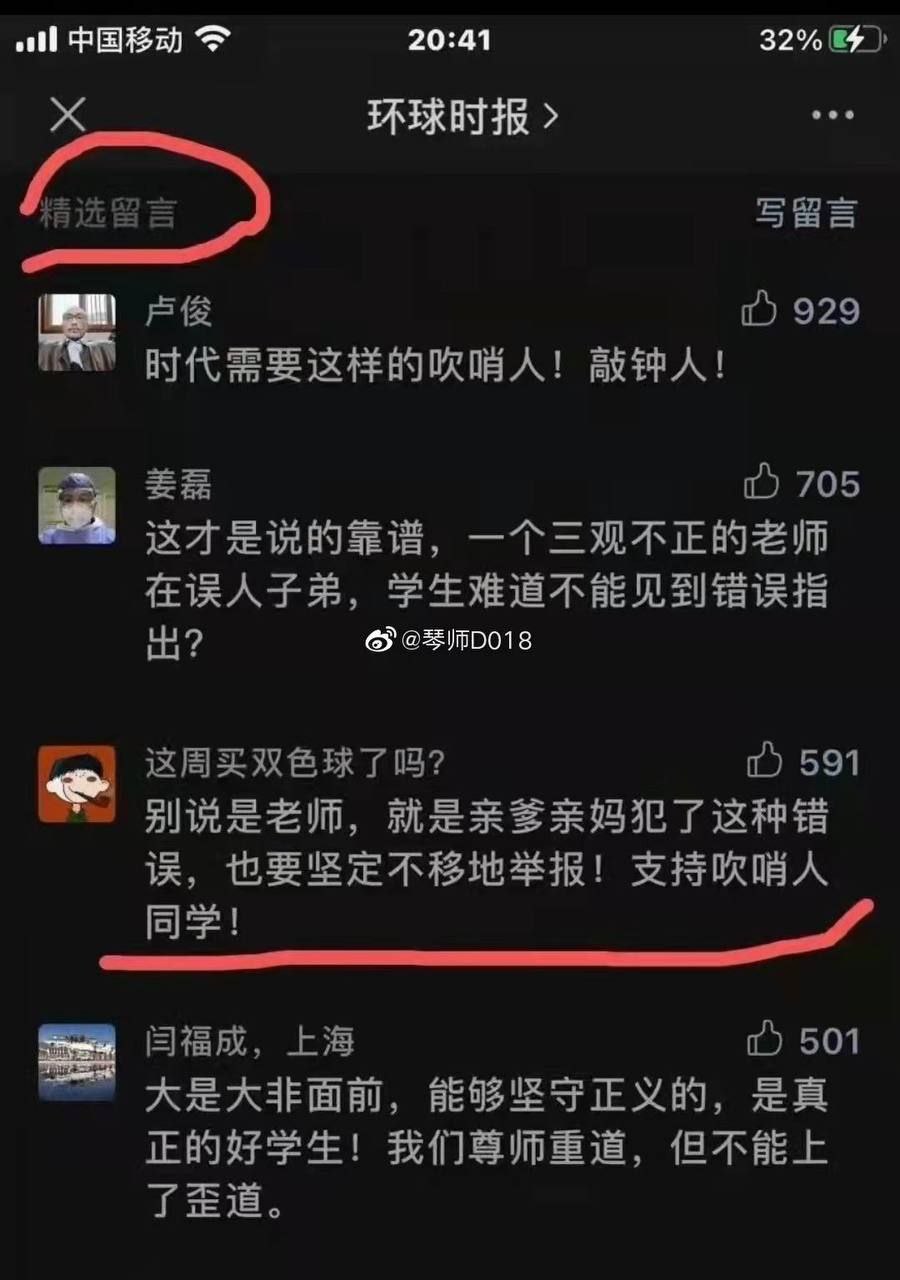 中国移动 20:41 32%
环球时报
精选留言 写留言
卢俊 929
时代需要这样的吹哨人！敲钟人！
姜磊 705
这才是说的靠谱，一个三观不正的老师
在误人子弟，学生难道不能见到错误指
出？
@琴师D018
这周买双色球了吗？ 591
别说是老师，就是亲爹亲妈犯了这种错
误，也要坚定不移地举报！支持吹哨人
同学！
闫福成，上海 501
大是大非面前，能够坚守正义的，是真
正的好学生！我们尊师重道，但不能上
了歪道。